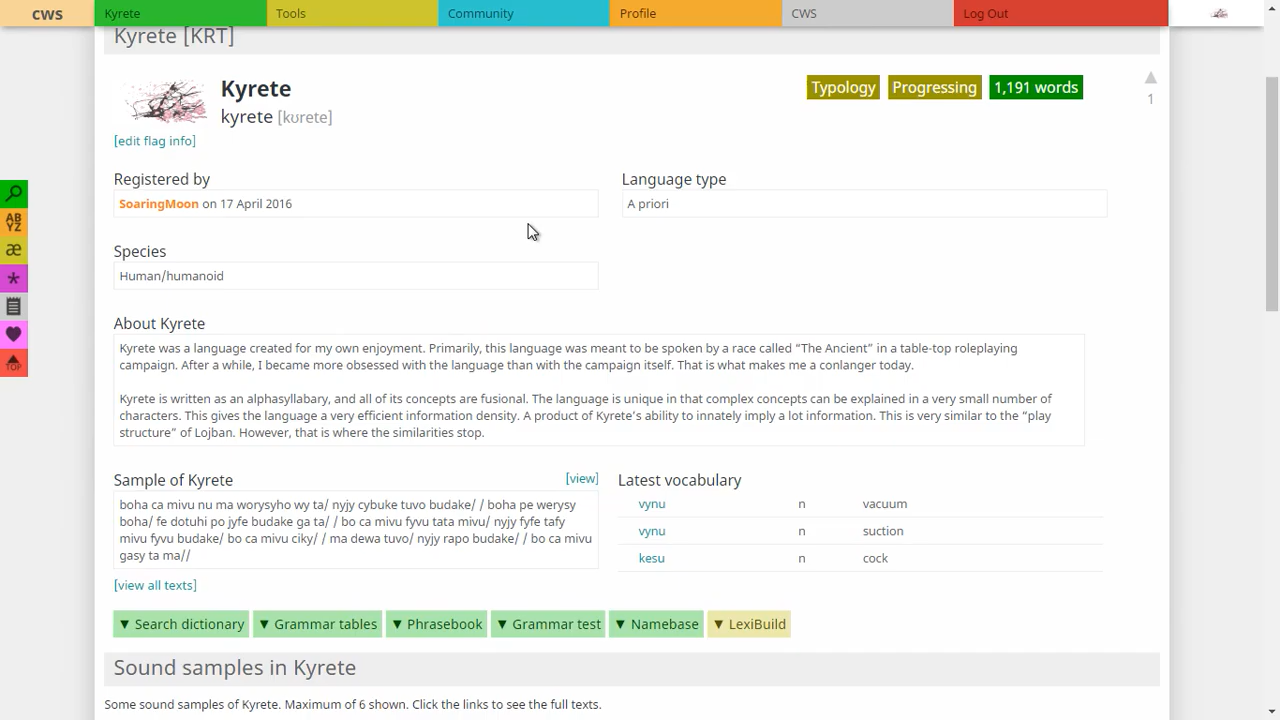 CWS
Kyrete
Tools
Community
Profile
CWS
Log Out
Kyrete [KRT]
Kyrete
kyrete [kʊrete]
[edit flag info]
Typology
Progressing
1,191 words
1
Registered by
SoaringMoon on 17 April 2016
Language type
A priori
Species
Human/humanoid
AB
YZ
æ
*
TOP
About Kyrete
Kyrete was a language created for my own enjoyment. Primarily, this language was meant to be spoken by a race called “The Ancient” in a table-top roleplaying
campaign. After a while, I became more obsessed with the language than with the campaign itself. That is what makes me a conlanger today.
Kyrete is written as an alphasyllabary, and all of its concepts are fusional. The language is unique in that complex concepts can be explained in a very small number of
characters. This gives the language a very efficient information density. A product of Kyrete’s ability to innately imply a lot information. This is very similar to the “play
structure” of Lojban. However, that is where the similarities stop.
Sample of Kyrete
[view]
boha ca mivu nu ma worysyho wy ta/ nyjy cybuke tuvo budake/ / boha pe werysy
boha/ fe dotuhi po jyfe budake ga ta/ / bo ca mivu fyvu tata mivu/ nyjy fyfe tafy
mivu fyvu budake/ bo ca mivu ciky/ / ma dewa tuvo/ nyjy rapo budake/ / bo ca mivu
gasy ta ma//
[view all texts]
Latest vocabulary
vynu n vacuum
vynu n suction
kesu n cock
▼ Search dictionary
▼ Grammar tables
▼ Phrasebook
▼ Grammar test
▼ Namebase
▼ LexiBuild
Sound samples in Kyrete
Some sound samples of Kyrete. Maximum of 6 shown. Click the links to see the full texts.